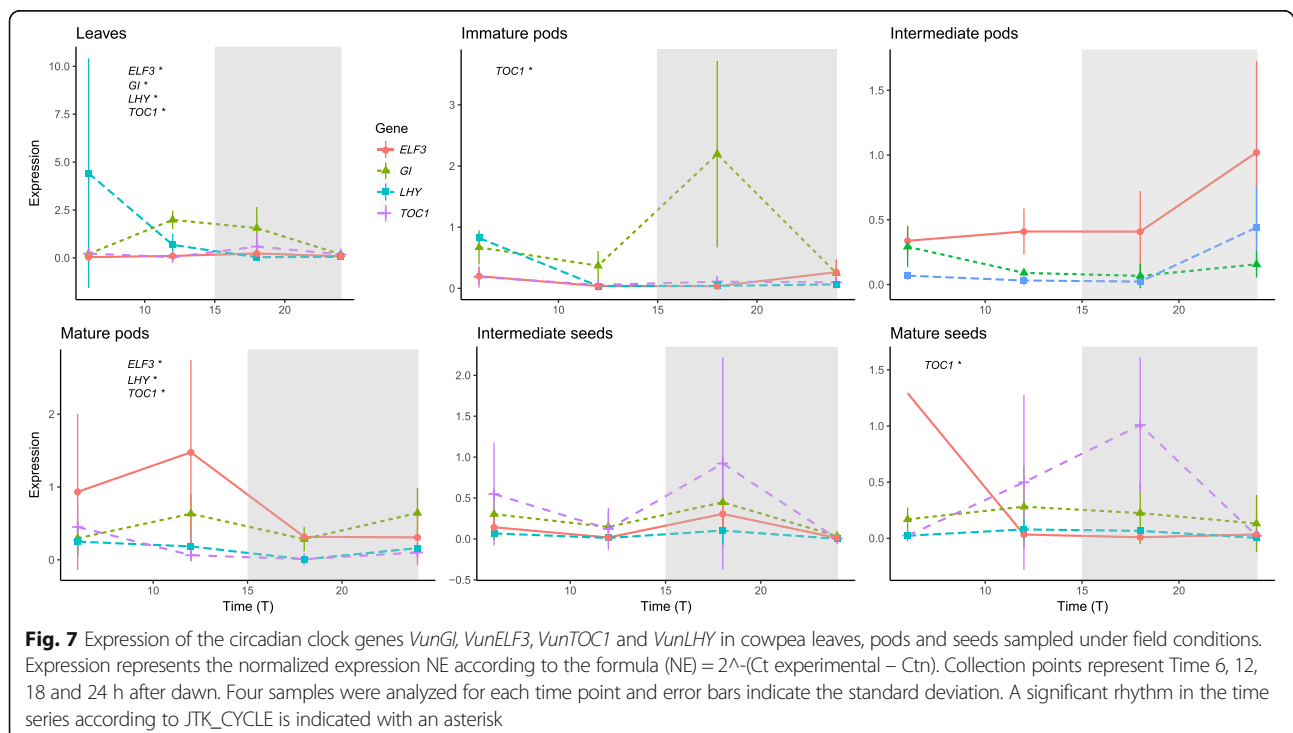 Leaves
Immature pods
Intermediate pods
Expression
10.0
7.5
5.0
2.5
0.0
ELF3 *
GI *
LHY *
TOC1 *
10
20
Gene
ELF3
GI
LHY
TOC1
3
2
1
0
TOC1 *
10
15
20
1.5
1.0
0.5
0.0
10
20
Mature pods
Intermediate seeds
Mature seeds
Expression
2
1
0
ELF3 *
LHY *
TOC1 *
10
20
Time (T)
2.0
1.5
1.0
0.5
0.0
−0.5
10
15
20
Time (T)
1.5
1.0
0.5
0.0
TOC1 *
10
20
Time (T)
Fig. 7 Expression of the circadian clock genes VunGI, VunELF3, VunTOC1 and VunLHY in cowpea leaves, pods and seeds sampled under field conditions.
Expression represents the normalized expression NE according to the formula (NE) = 2^-(Ct experimental – Ctn). Collection points represent Time 6, 12,
18 and 24 h after dawn. Four samples were analyzed for each time point and error bars indicate the standard deviation. A significant rhythm in the time
series according to JTK_CYCLE is indicated with an asterisk